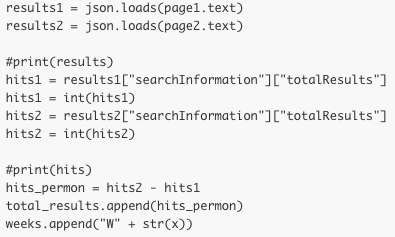 results1 = json.loads(page1.text)
results2 = json.loads(page2.text)

#print(results)
hits1 = results1["searchInformation"]["totalResults"]
hits1 = int(hits1)
hits2 = results2["searchInformation"]["totalResults"]
hits2 = int(hits2)

#print(hits)
hits_permon = hits2 - hits1
total_results.append(hits_permon)
weeks.append("W" + str(x))